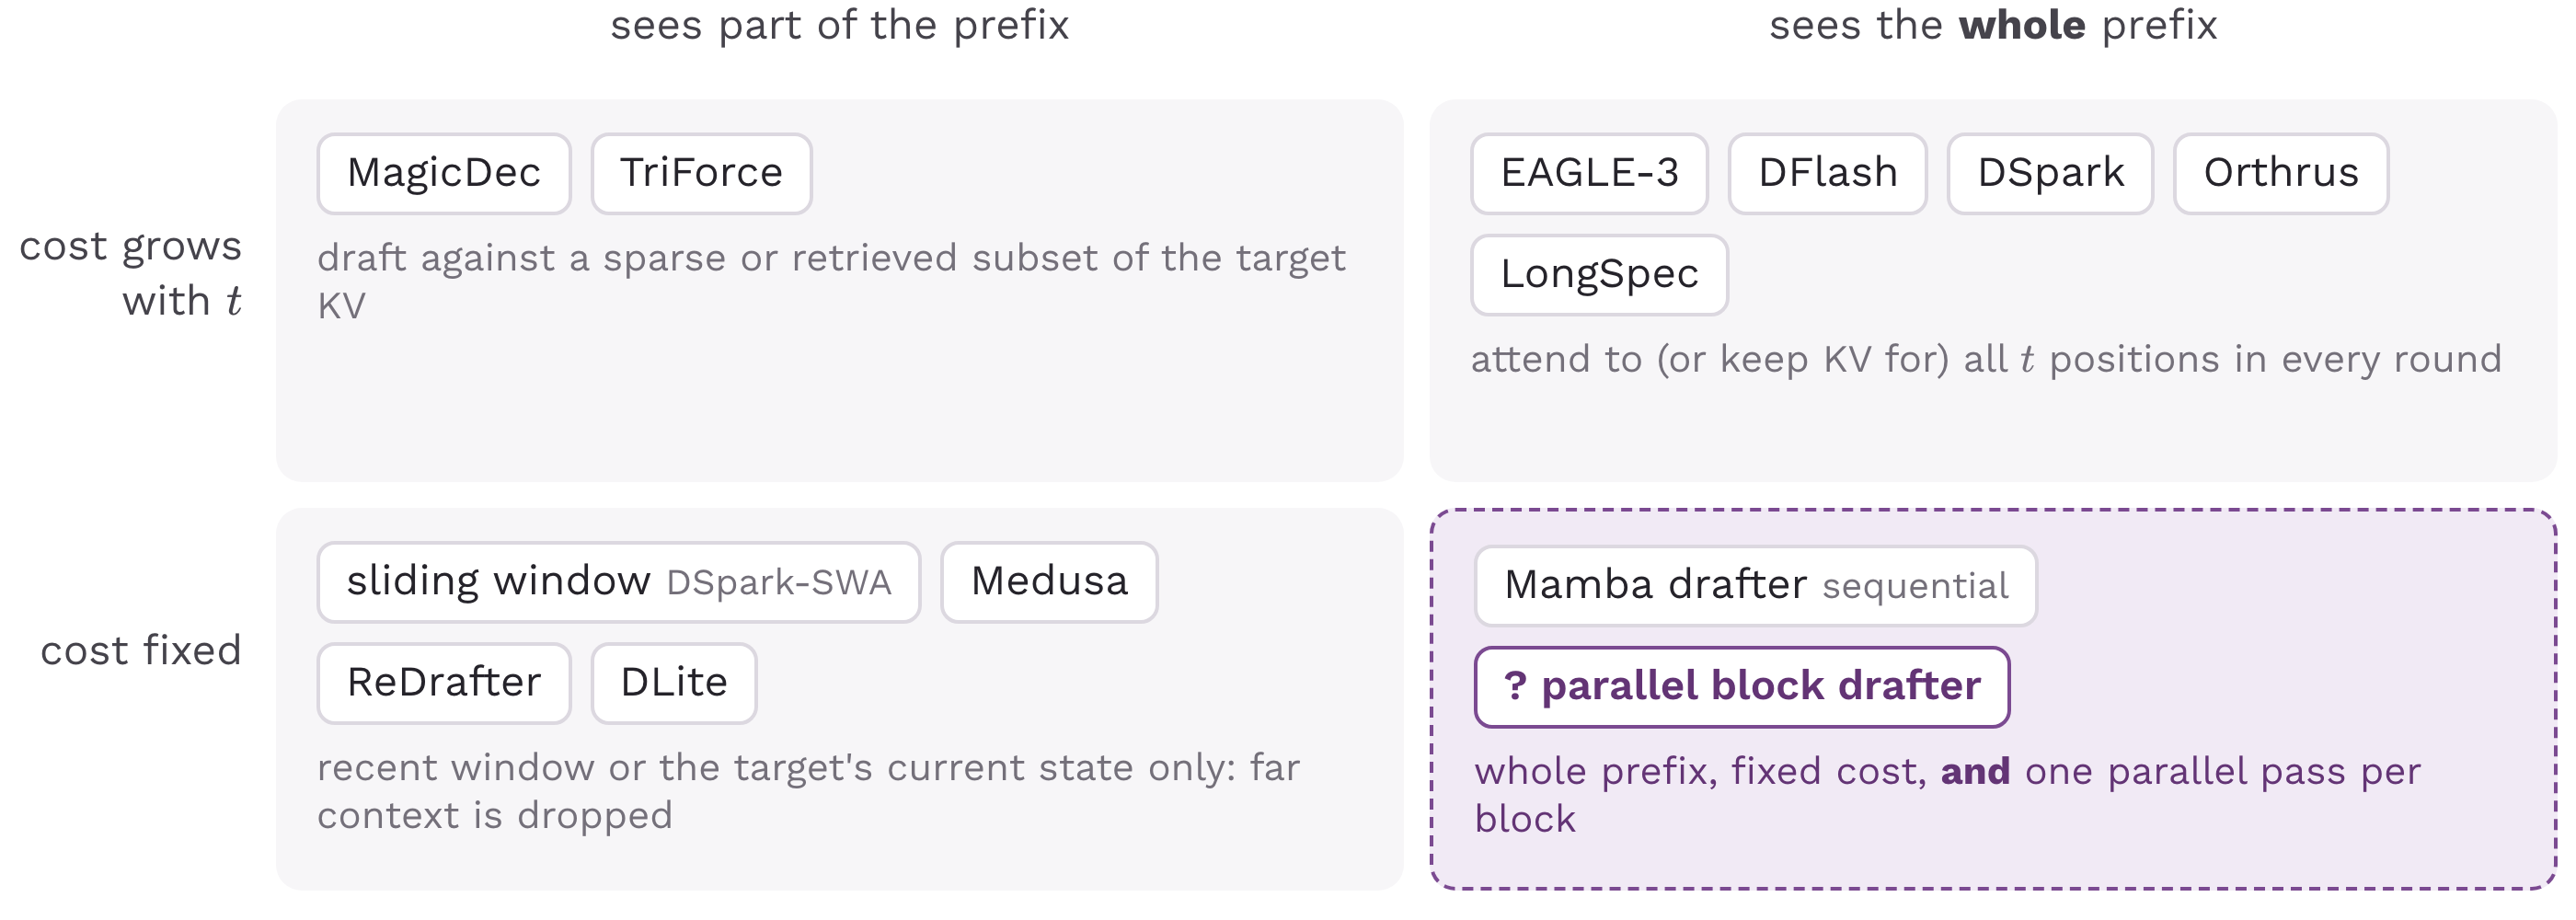 sees part of the prefix
sees the whole prefix
cost grows
with t
MagicDec
TriForce
draft against a sparse or retrieved subset of the target
KV
EAGLE-3
DFlash
DSpark
Orthrus
LongSpec
attend to (or keep KV for) all t positions in every round
cost fixed
sliding window DSpark-SWA
Medusa
ReDrafter
DLite
recent window or the target's current state only: far
context is dropped
Mamba drafter sequential
? parallel block drafter
whole prefix, fixed cost, and one parallel pass per
block